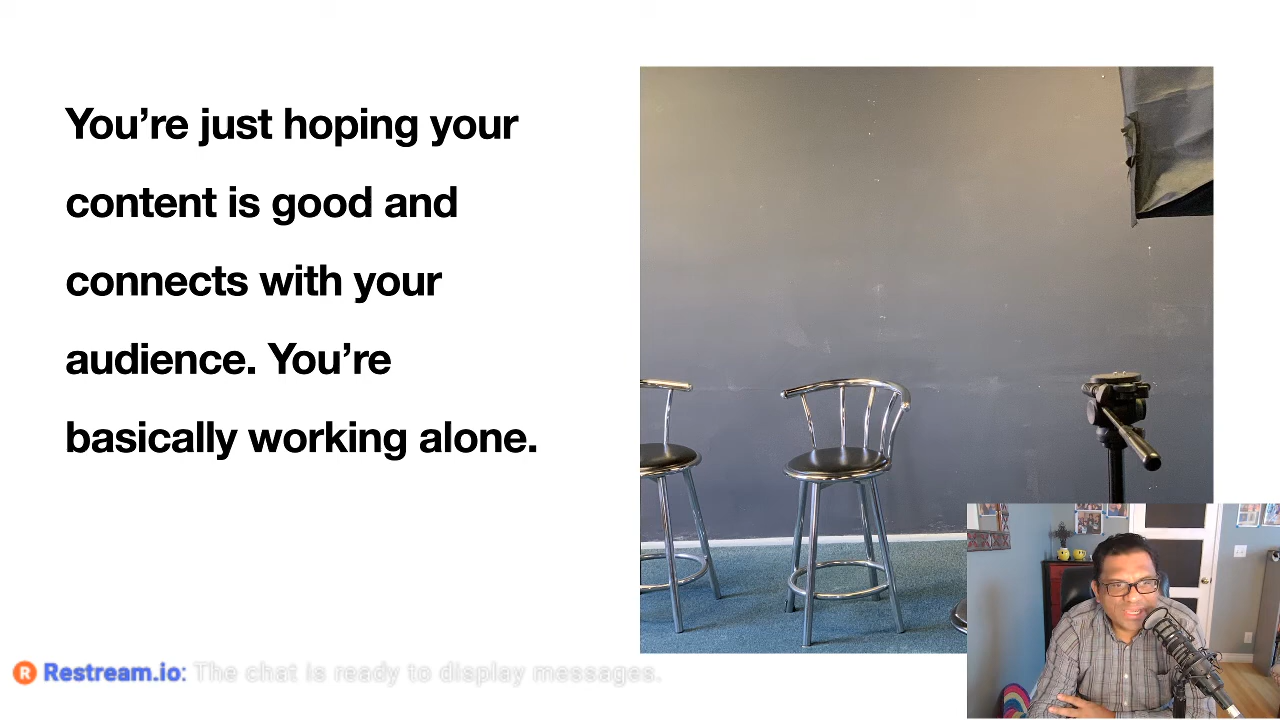 You’re just hoping your
content is good and
connects with your
audience. You’re
basically working alone.
R Restream.io: The chat is ready to display messages.